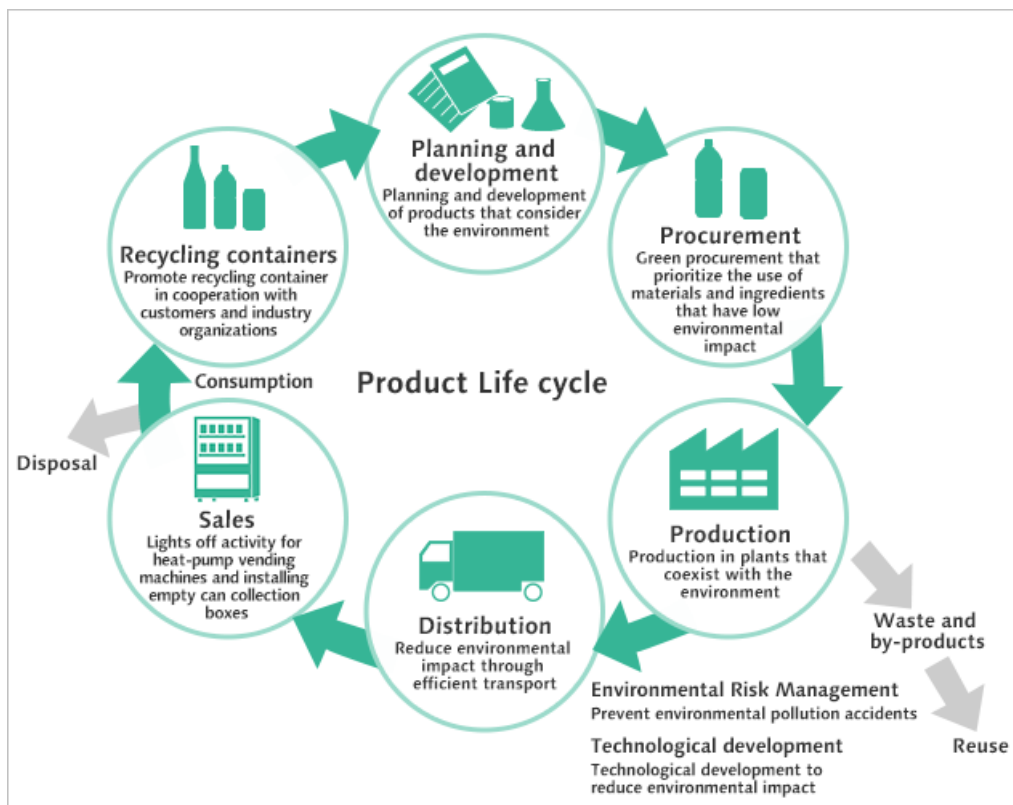 Planning and
development
Planning and development
of products that consider
the environment
Procurement
Green procurement that
prioritize the use of
materials and ingredients
that have low
environmental
impact
Recycling containers
Promote recycling container
in cooperation with
customers and industry
organizations
Consumption
Product Life cycle
Disposal
Sales
Lights off activity for
heat-pump vending
machines and installing
empty can collection
boxes
Production
Production in plants that
coexist with the
environment
Distribution
Reduce environmental
impact through
efficient transport
Waste and
by-products
Reuse
Environmental Risk Management
Prevent environmental pollution accidents
Technological development
Technological development to
reduce environmental impact